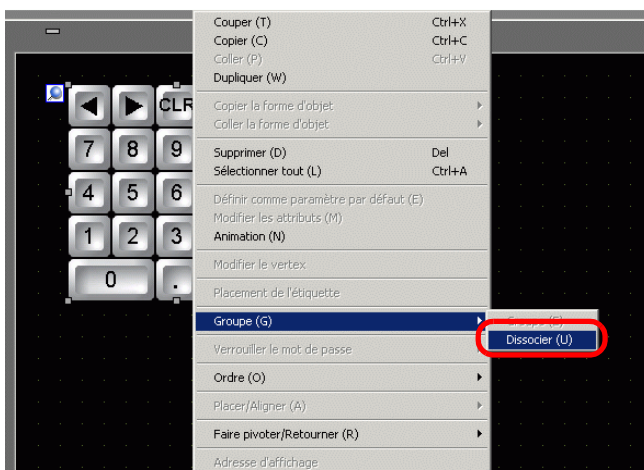 Couper (T) Ctrl+X
Copier (C) Ctrl+C
Coller (P) Ctrl+V
Dupliquer (W)
Copier la forme d'objet
Coller la forme d'objet
Supprimer (D) Del
Sélectionner tout (L) Ctrl+A
Définir comme paramètre par défaut (E)
Modifier les attributs (M)
Animation (N)
Modifier le vertex
Placement de l'étiquette
Groupe (G)
Groupe (E)
Dissocier (U)
Verrouiller le mot de passe
Ordre (O)
Placer/Aligner (A)
Faire pivoter/Retourner (R)
Adresse d'affichage
CLR
7 8 9
4 5 6
1 2 3
0 .